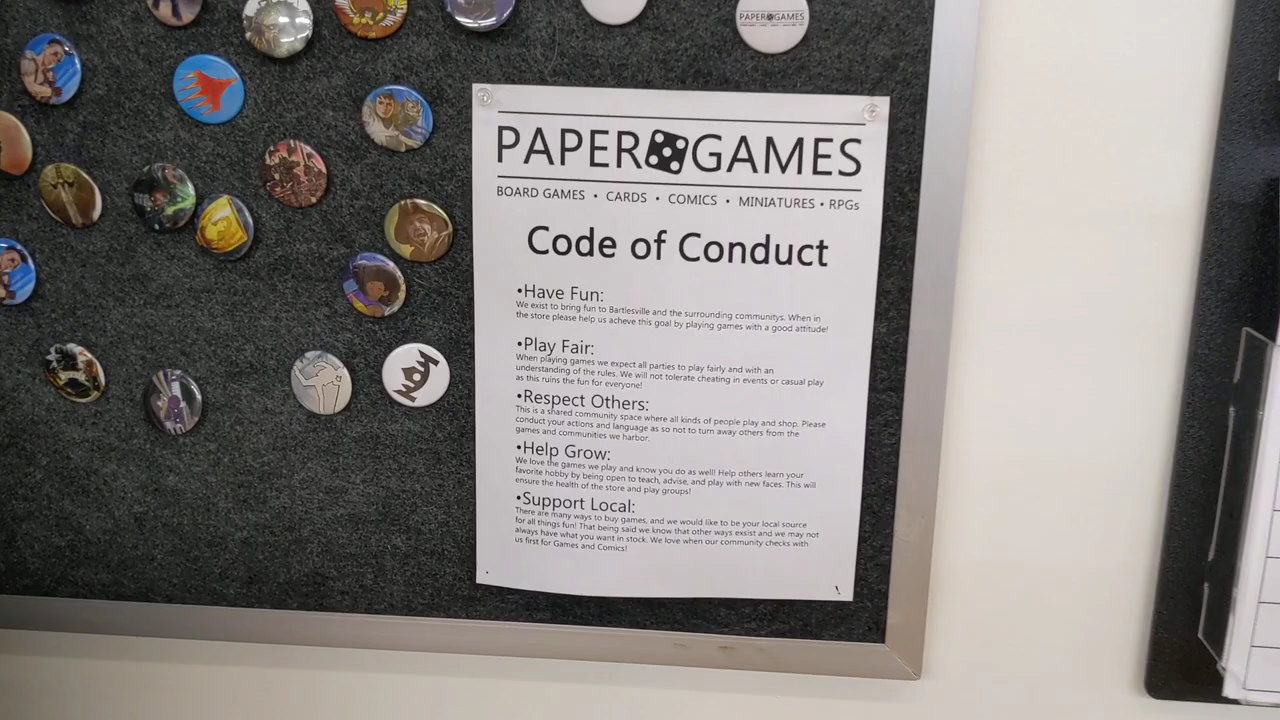 PAPER GAMES
PAPER GAMES
BOARD GAMES • CARDS • COMICS • MINIATURES • RPGs
Code of Conduct
•Have Fun:
We exist to bring fun to Bartlesville and the surrounding communitys. When in
the store please help us acheve this goal by playing games with a good attitude!
•Play Fair:
When playing games we expect all parties to play fairly and with an
understanding of the rules. We will not tolerate cheating in events or casual play
as this ruins the fun for everyone!
•Respect Others:
This is a shared community space where all kinds of people play and shop. Please
conduct your actions and language as so not to turn away others from the
games and communities we harbor.
•Help Grow:
We love the games we play and know you do as well! Help others learn your
favorite hobby by being open to teach, advise, and play with new faces. This will
ensure the health of the store and play groups!
•Support Local:
There are many ways to buy games, and we would like to be your local source
for all things fun! That being said we know that other ways exsist and we may not
always have what you want in stock. We love when our community checks with
us first for Games and Comics!